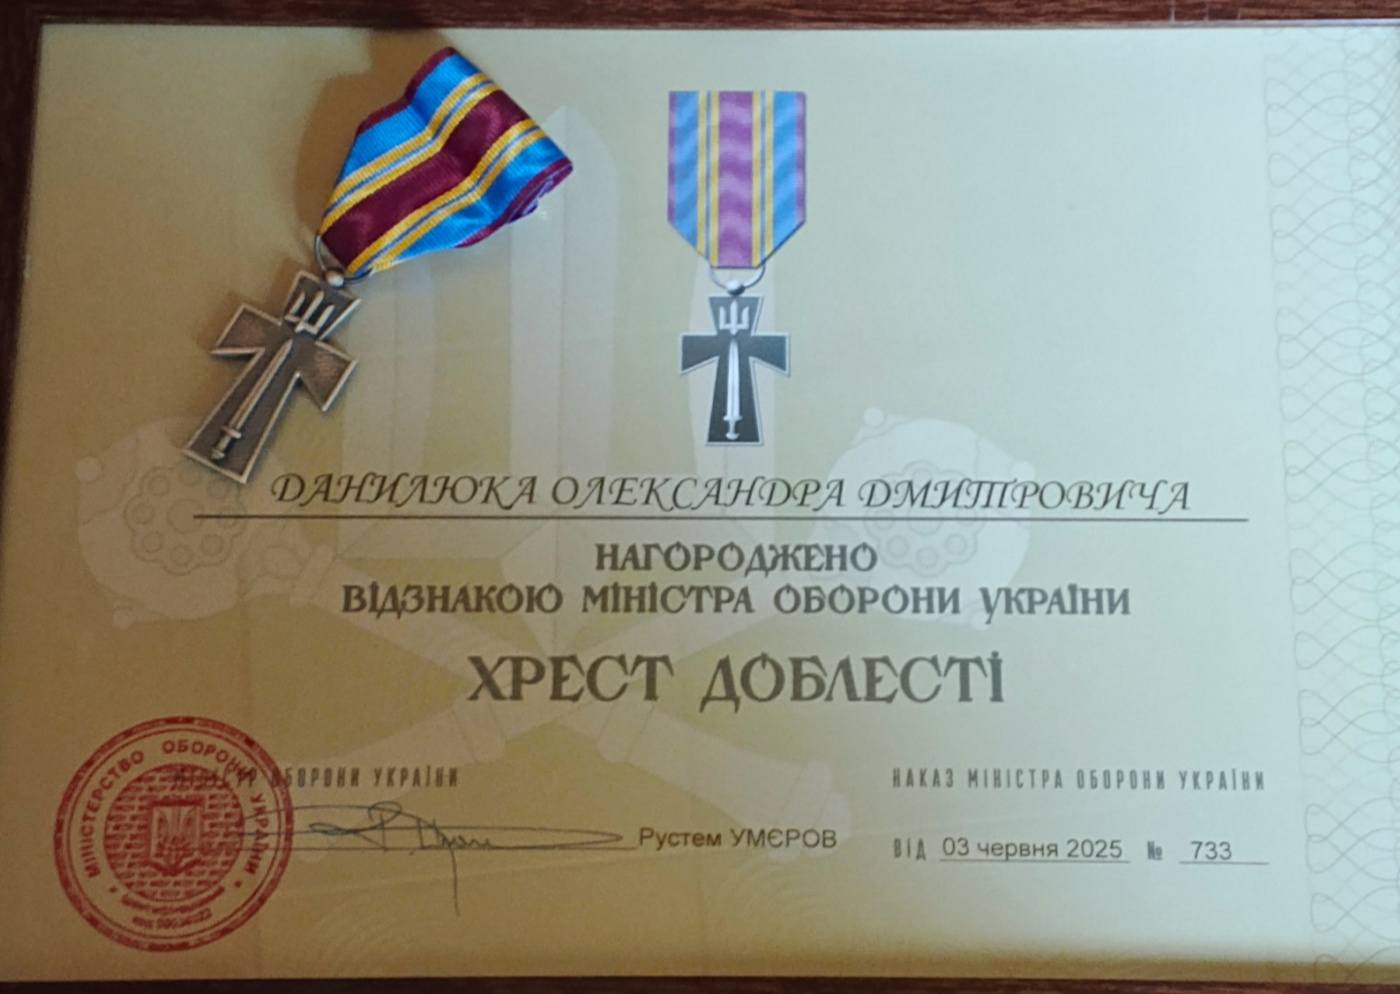 ДАНИЛЮКА ОЛЕКСАНДРА ДМИТРОВИЧА
НАГОРОДЖЕНО
ВІДЗНАКОЮ МІНІСТРА ОБОРОНИ УКРАЇНИ
ХРЕСТ ДОБЛЕСТІ
МІНІСТР ОБОРОНИ УКРАЇНИ
Рустем УМЄРОВ
НАКАЗ МІНІСТРА ОБОРОНИ УКРАЇНИ
ВІД 03 червня 2025 № 733
МІНІСТЕРСТВО ОБОРОНИ УКРАЇНИ